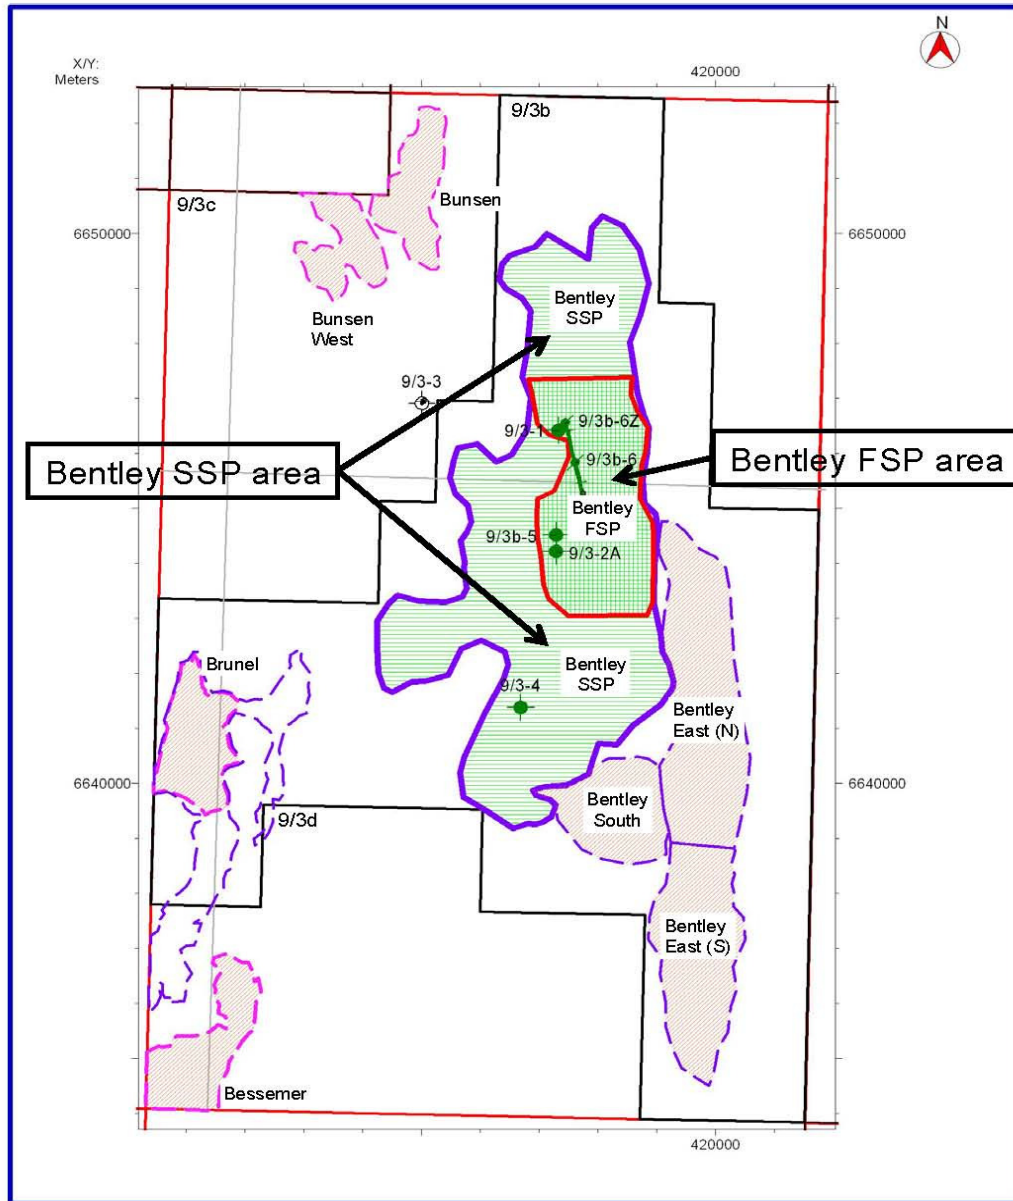 N
X/Y:
Meters
420000
9/3b
9/3c
Bunsen
6650000
6650000
Bunsen
West
Bentley
SSP
9/3-3
9/3-1
9/3b-6Z
Bentley SSP area
9/3b-6
Bentley FSP area
Bentley
FSP
9/3b-5
9/3-2A
Brunel
Bentley
SSP
9/3-4
Bentley
East (N)
6640000
6640000
Bentley
South
9/3d
Bentley
East (S)
Bessemer
420000